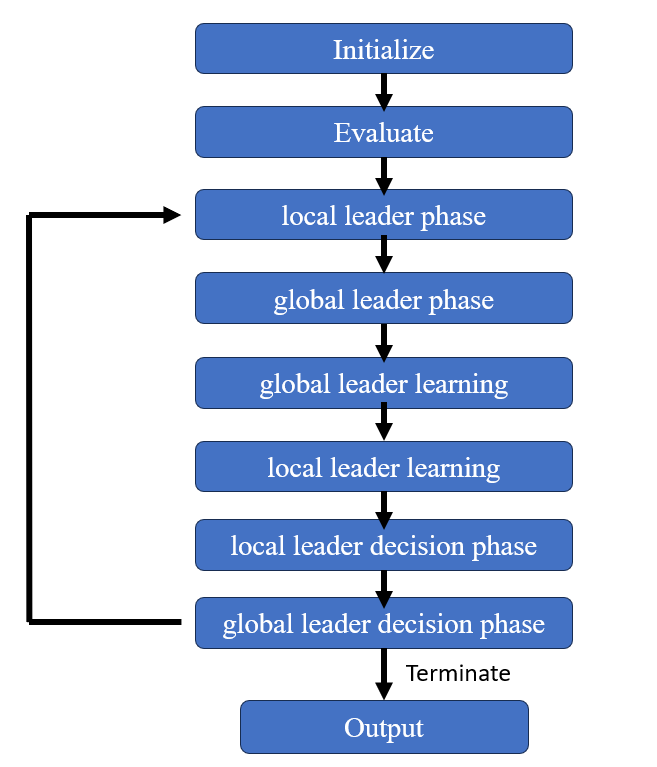 Initialize
Evaluate
local leader phase
global leader phase
global leader learning
local leader learning
local leader decision phase
global leader decision phase
Terminate
Output